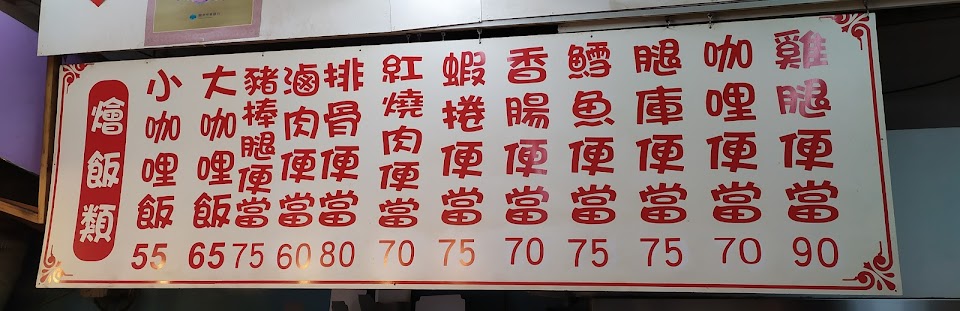 雞腿便當 90
咖哩便當 70
腿庫便當 75
鱈魚便當 75
香腸便當 70
蝦捲便當 75
紅燒肉便當 70
排骨便當 80
滷肉便當 60
豬棒腿便當 75
大咖哩飯 65
小咖哩飯 55
燴飯類